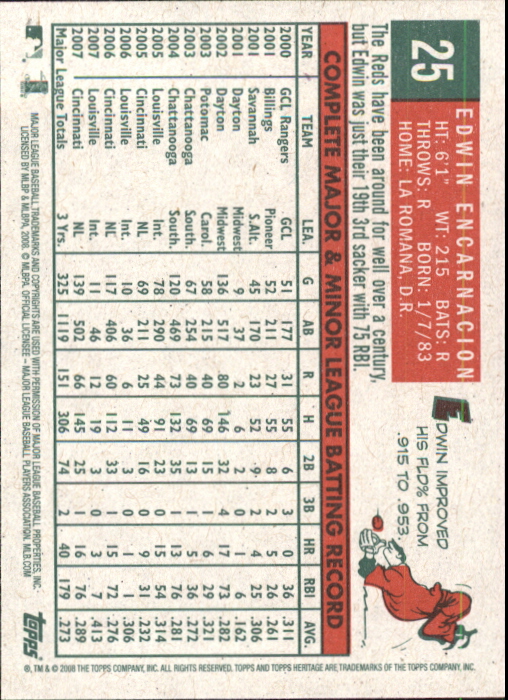 25
EDWIN ENCARNACION
HT: 6'1" WT: 215 BATS: R
THROWS: R BORN: 1/7/83
HOME: LA ROMANA, D.R.
EDWIN IMPROVED
HIS FLD% FROM
.915 TO .953.
The Reds have been around for well over a century,
but Edwin was just their 19th 3rd sacker with 75 RBI.
COMPLETE MAJOR & MINOR LEAGUE BATTING RECORD
YEAR TEAM LEA. G AB R H 2B 3B HR RBI AVG.
2000 GCL Rangers GCL 51 177 31 55 6 3 0 36 .311
2001 Billings Pioneer 52 211 27 55 8 2 5 26 .261
2001 Savannah S.Atl. 45 170 23 52 9 2 4 25 .306
2001 Dayton Midwest 9 37 2 6 2 0 1 6 .162
2002 Dayton Midwest 136 517 80 146 32 4 17 73 .282
2003 Potomac Carol. 58 215 40 69 15 1 6 29 .321
2003 Chattanooga South. 67 254 40 69 13 1 5 36 .272
2004 Chattanooga South. 120 469 73 132 35 1 13 76 .281
2005 Louisville Int. 78 290 44 91 23 0 15 54 .314
2005 Cincinnati NL 69 211 25 49 16 0 9 31 .232
2006 Louisville Int. 10 36 5 11 3 0 1 1 .306
2006 Cincinnati NL 117 406 60 112 33 1 15 72 .276
2007 Louisville Int. 11 46 12 19 3 0 3 7 .413
2007 Cincinnati NL 139 502 66 145 25 1 16 76 .289
Major League Totals 3 Yrs. 325 1119 151 306 74 2 40 179 .273
MAJOR LEAGUE BASEBALL TRADEMARKS AND COPYRIGHTS ARE USED WITH PERMISSION OF MAJOR LEAGUE BASEBALL PROPERTIES, INC.
LICENSED BY MLBP & MLBPA, 2008. © MLBPA. OFFICIAL LICENSEE – MAJOR LEAGUE BASEBALL PLAYERS ASSOCIATION. MLB.COM
topps
®, TM & © 2008 THE TOPPS COMPANY, INC. ALL RIGHTS RESERVED. TOPPS AND TOPPS HERITAGE ARE TRADEMARKS OF THE TOPPS COMPANY, INC.